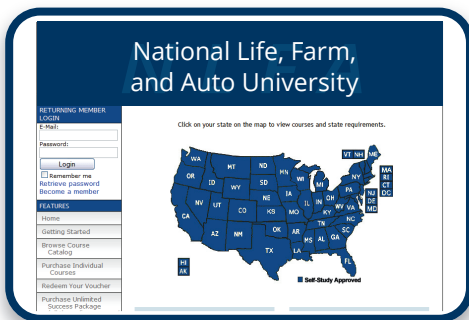 National Life, Farm,
and Auto University
RETURNING MEMBER
LOGIN
E-Mail:
Password:
Login
Remember me
Retrieve password
Become a member
FEATURES
Home
Getting Started
Browse Course
Catalog
Purchase Individual
Courses
Redeem Your Voucher
Purchase Unlimited
Success Package
Click on your state on the map to view courses and state requirements.
WA MT ND MN VT NH ME
OR ID WY SD WI MI NY MA
RI
CT
DC
NV UT CO NE IA IL IN OH PA NJ
DE
MD
CA KS MO KY WV VA
AZ NM OK AR TN NC
TX LA MS AL GA SC
HI
AK
FL
Self-Study Approved